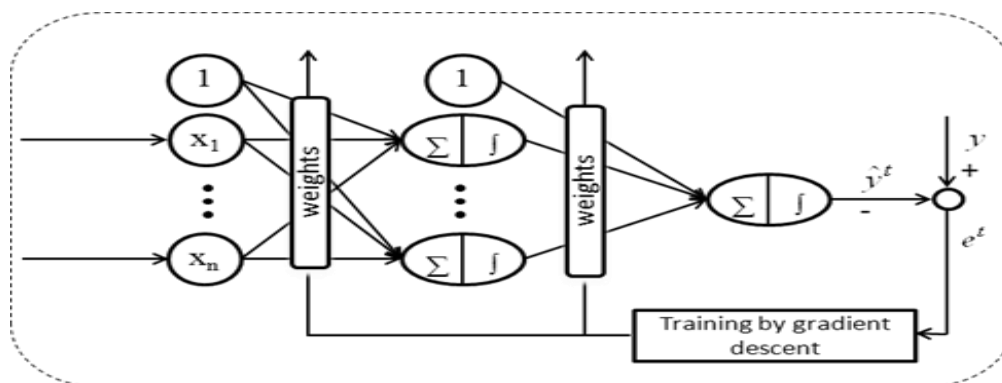 1
1
x₁
∑ ∫
weights
weights
y
+
ŷᵗ
∑ ∫
-
eᵗ
xₙ
∑ ∫
Training by gradient
descent